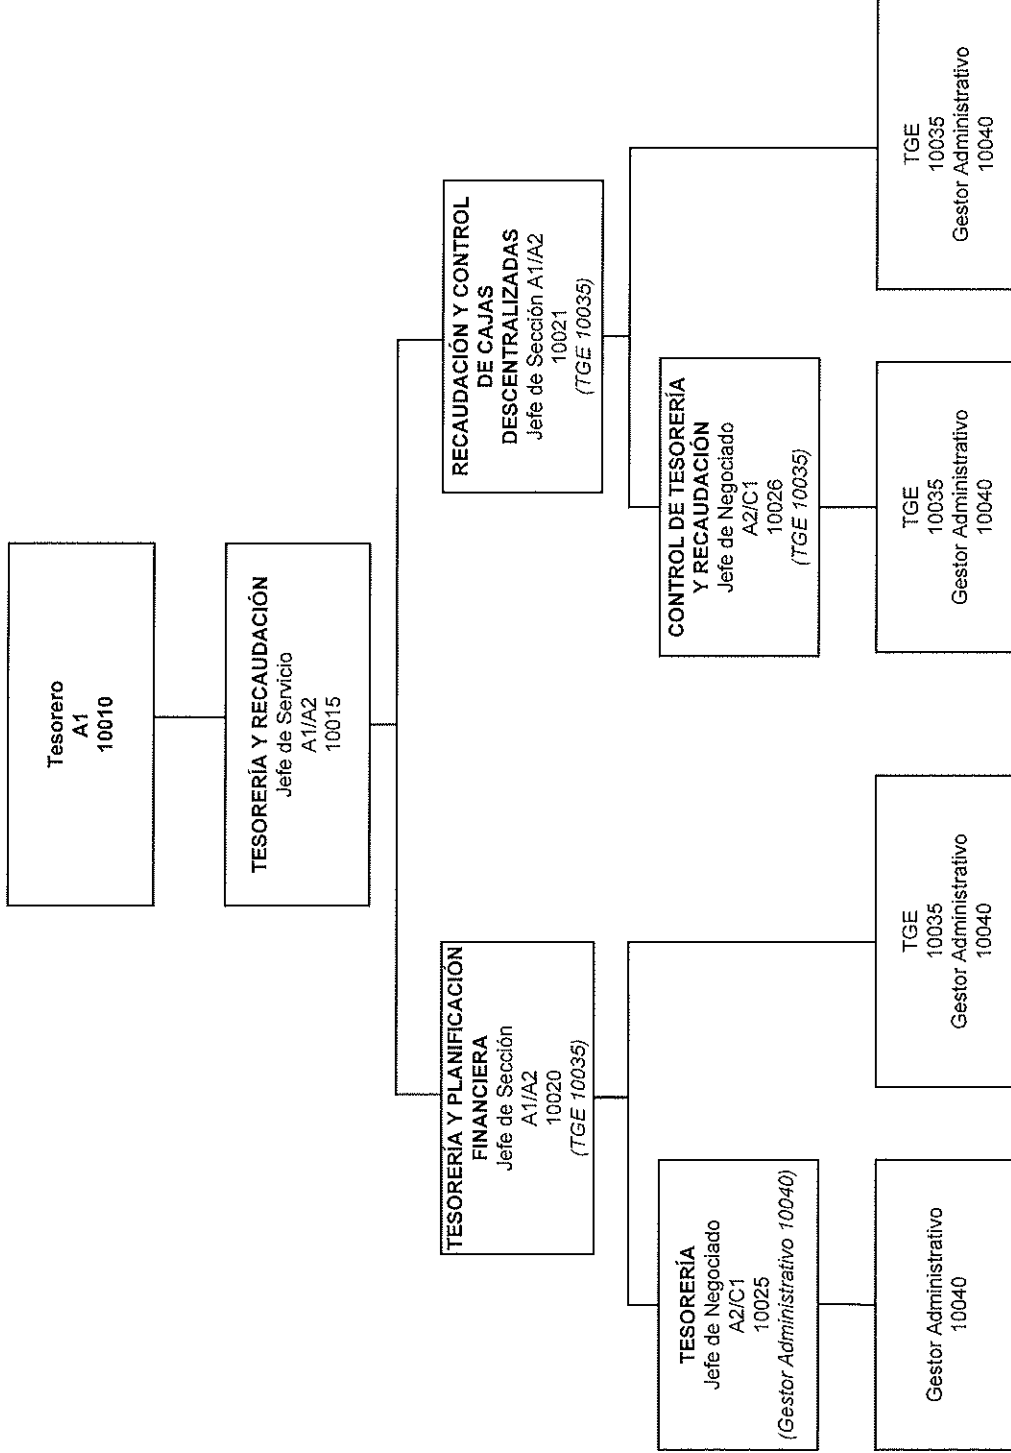 Tesorero
A1
10010
TESORERÍA Y RECAUDACIÓN
Jefe de Servicio
A1/A2
10015
TESORERÍA Y PLANIFICACIÓN
FINANCIERA
Jefe de Sección
A1/A2
10020
(TGE 10035)
RECAUDACIÓN Y CONTROL
DE CAJAS
DESCENTRALIZADAS
Jefe de Sección A1/A2
10021
(TGE 10035)
TESORERÍA
Jefe de Negociado
A2/C1
10025
(Gestor Administrativo 10040)
CONTROL DE TESORERÍA
Y RECAUDACIÓN
Jefe de Negociado
A2/C1
10026
(TGE 10035)
Gestor Administrativo
10040
TGE
10035
Gestor Administrativo
10040
TGE
10035
Gestor Administrativo
10040
TGE
10035
Gestor Administrativo
10040